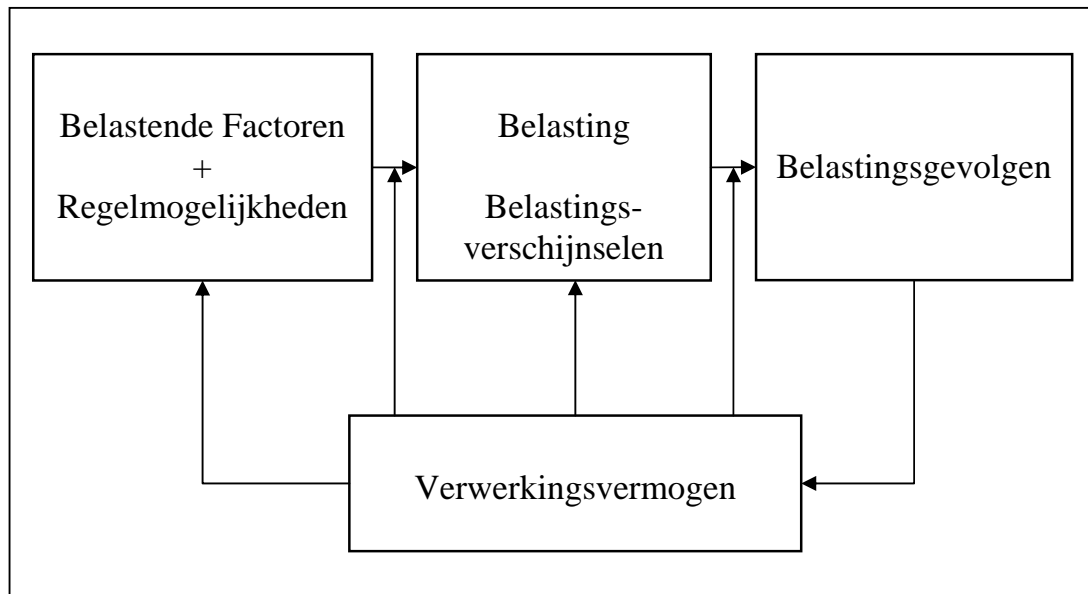 Belastende Factoren
+
Regelmogelijkheden
Belasting
Belastings-
verschijnselen
Belastingsgevolgen
Verwerkingsvermogen